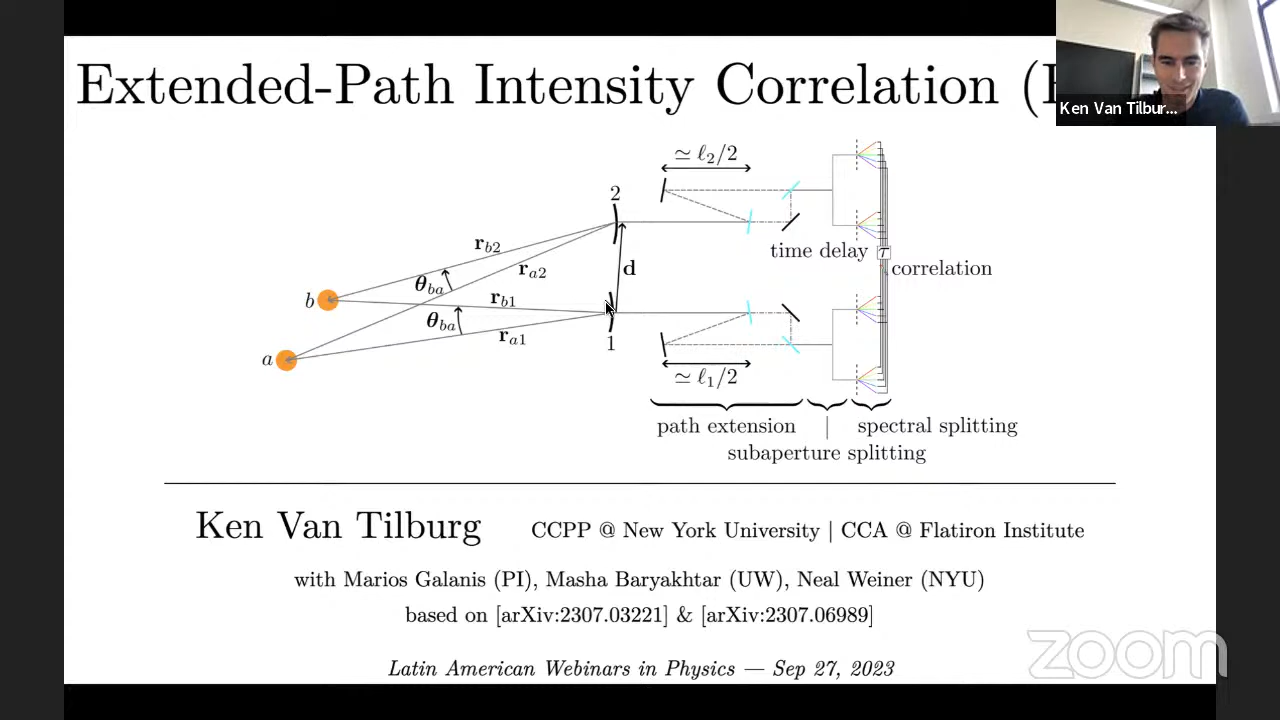 Extended-Path Intensity Correlation (
Ken Van Tilbur...
≃ ℓ₂/2
2
r_b2
r_a2
θ_ba
d
time delay τ
correlation
b
r_b1
θ_ba
r_a1
1
a
≃ ℓ₁/2
path extension | spectral splitting
subaperture splitting
Ken Van Tilburg CCPP @ New York University | CCA @ Flatiron Institute
with Marios Galanis (PI), Masha Baryakhtar (UW), Neal Weiner (NYU)
based on [arXiv:2307.03221] & [arXiv:2307.06989]
Latin American Webinars in Physics — Sep 27, 2023
zoom